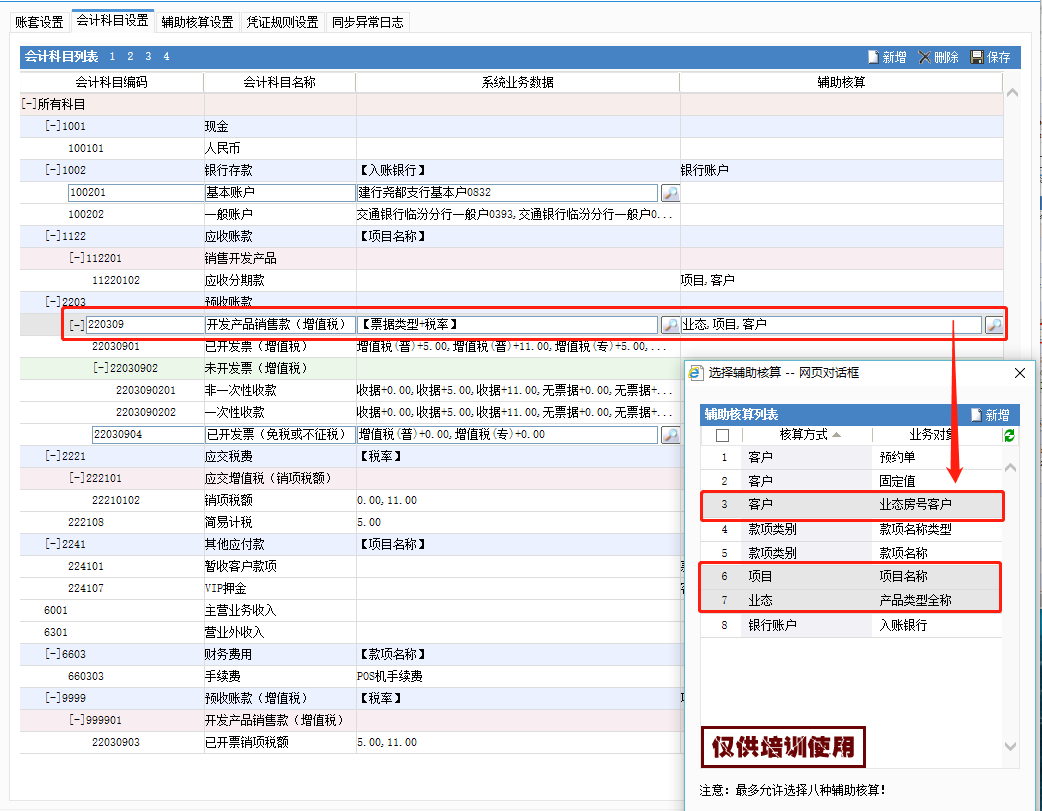 账套设置 会计科目设置 辅助核算设置 凭证规则设置 同步异常日志
会计科目列表 1 2 3 4 新增 删除 保存
会计科目编码 会计科目名称 系统业务数据 辅助核算
[-]所有科目
[-]1001 现金
100101 人民币
[-]1002 银行存款 【入账银行】 银行账户
100201 基本账户 建行尧都支行基本户0832
100202 一般账户 交通银行临汾分行一般户0393,交通银行临汾分行一般户0...
[-]1122 应收账款 【项目名称】
[-]112201 销售开发产品
11220102 应收分期款 项目,客户
[-]2203 预收账款
[-]220309 开发产品销售款（增值税） 【票据类型+税率】 业态,项目,客户
22030901 已开发票（增值税） 增值税(普)+5.00,增值税(普)+11.00,增值税(专)+5.00,...
[-]22030902 未开发票（增值税）
2203090201 非一次性收款 收据+0.00,收据+5.00,收据+11.00,无票据+0.00,无票据+...
2203090202 一次性收款 收据+0.00,收据+5.00,收据+11.00,无票据+0.00,无票据+...
22030904 已开发票（免税或不征税） 增值税(普)+0.00,增值税(专)+0.00
[-]2221 应交税费 【税率】
[-]222101 应交增值税（销项税额）
22210102 销项税额 0.00,11.00
222108 简易计税 5.00
[-]2241 其他应付款 【项目名称】
224101 暂收客户款项
224107 VIP押金
6001 主营业务收入
6301 营业外收入
[-]6603 财务费用 【款项名称】
660303 手续费 POS机手续费
[-]9999 预收账款（增值税） 【税率】
[-]999901 开发产品销售款（增值税）
22030903 已开票销项税额 5.00,11.00
选择辅助核算 -- 网页对话框
辅助核算列表 新增
核算方式 业务对象
1 客户 预约单
2 客户 固定值
3 客户 业态房号客户
4 款项类别 款项名称类型
5 款项类别 款项名称
6 项目 项目名称
7 业态 产品类型全称
8 银行账户 入账银行
仅供培训使用
注意：最多允许选择八种辅助核算！